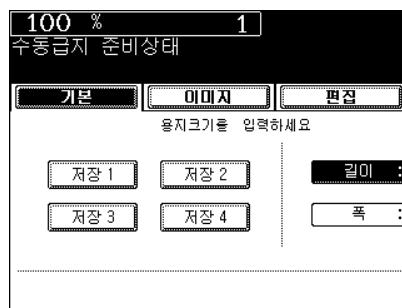 100 % 1
수동급지 준비상태
기본 이미지 편집
용지크기를 입력하세요
저장 1 저장 2 길이 :
저장 3 저장 4 폭 :